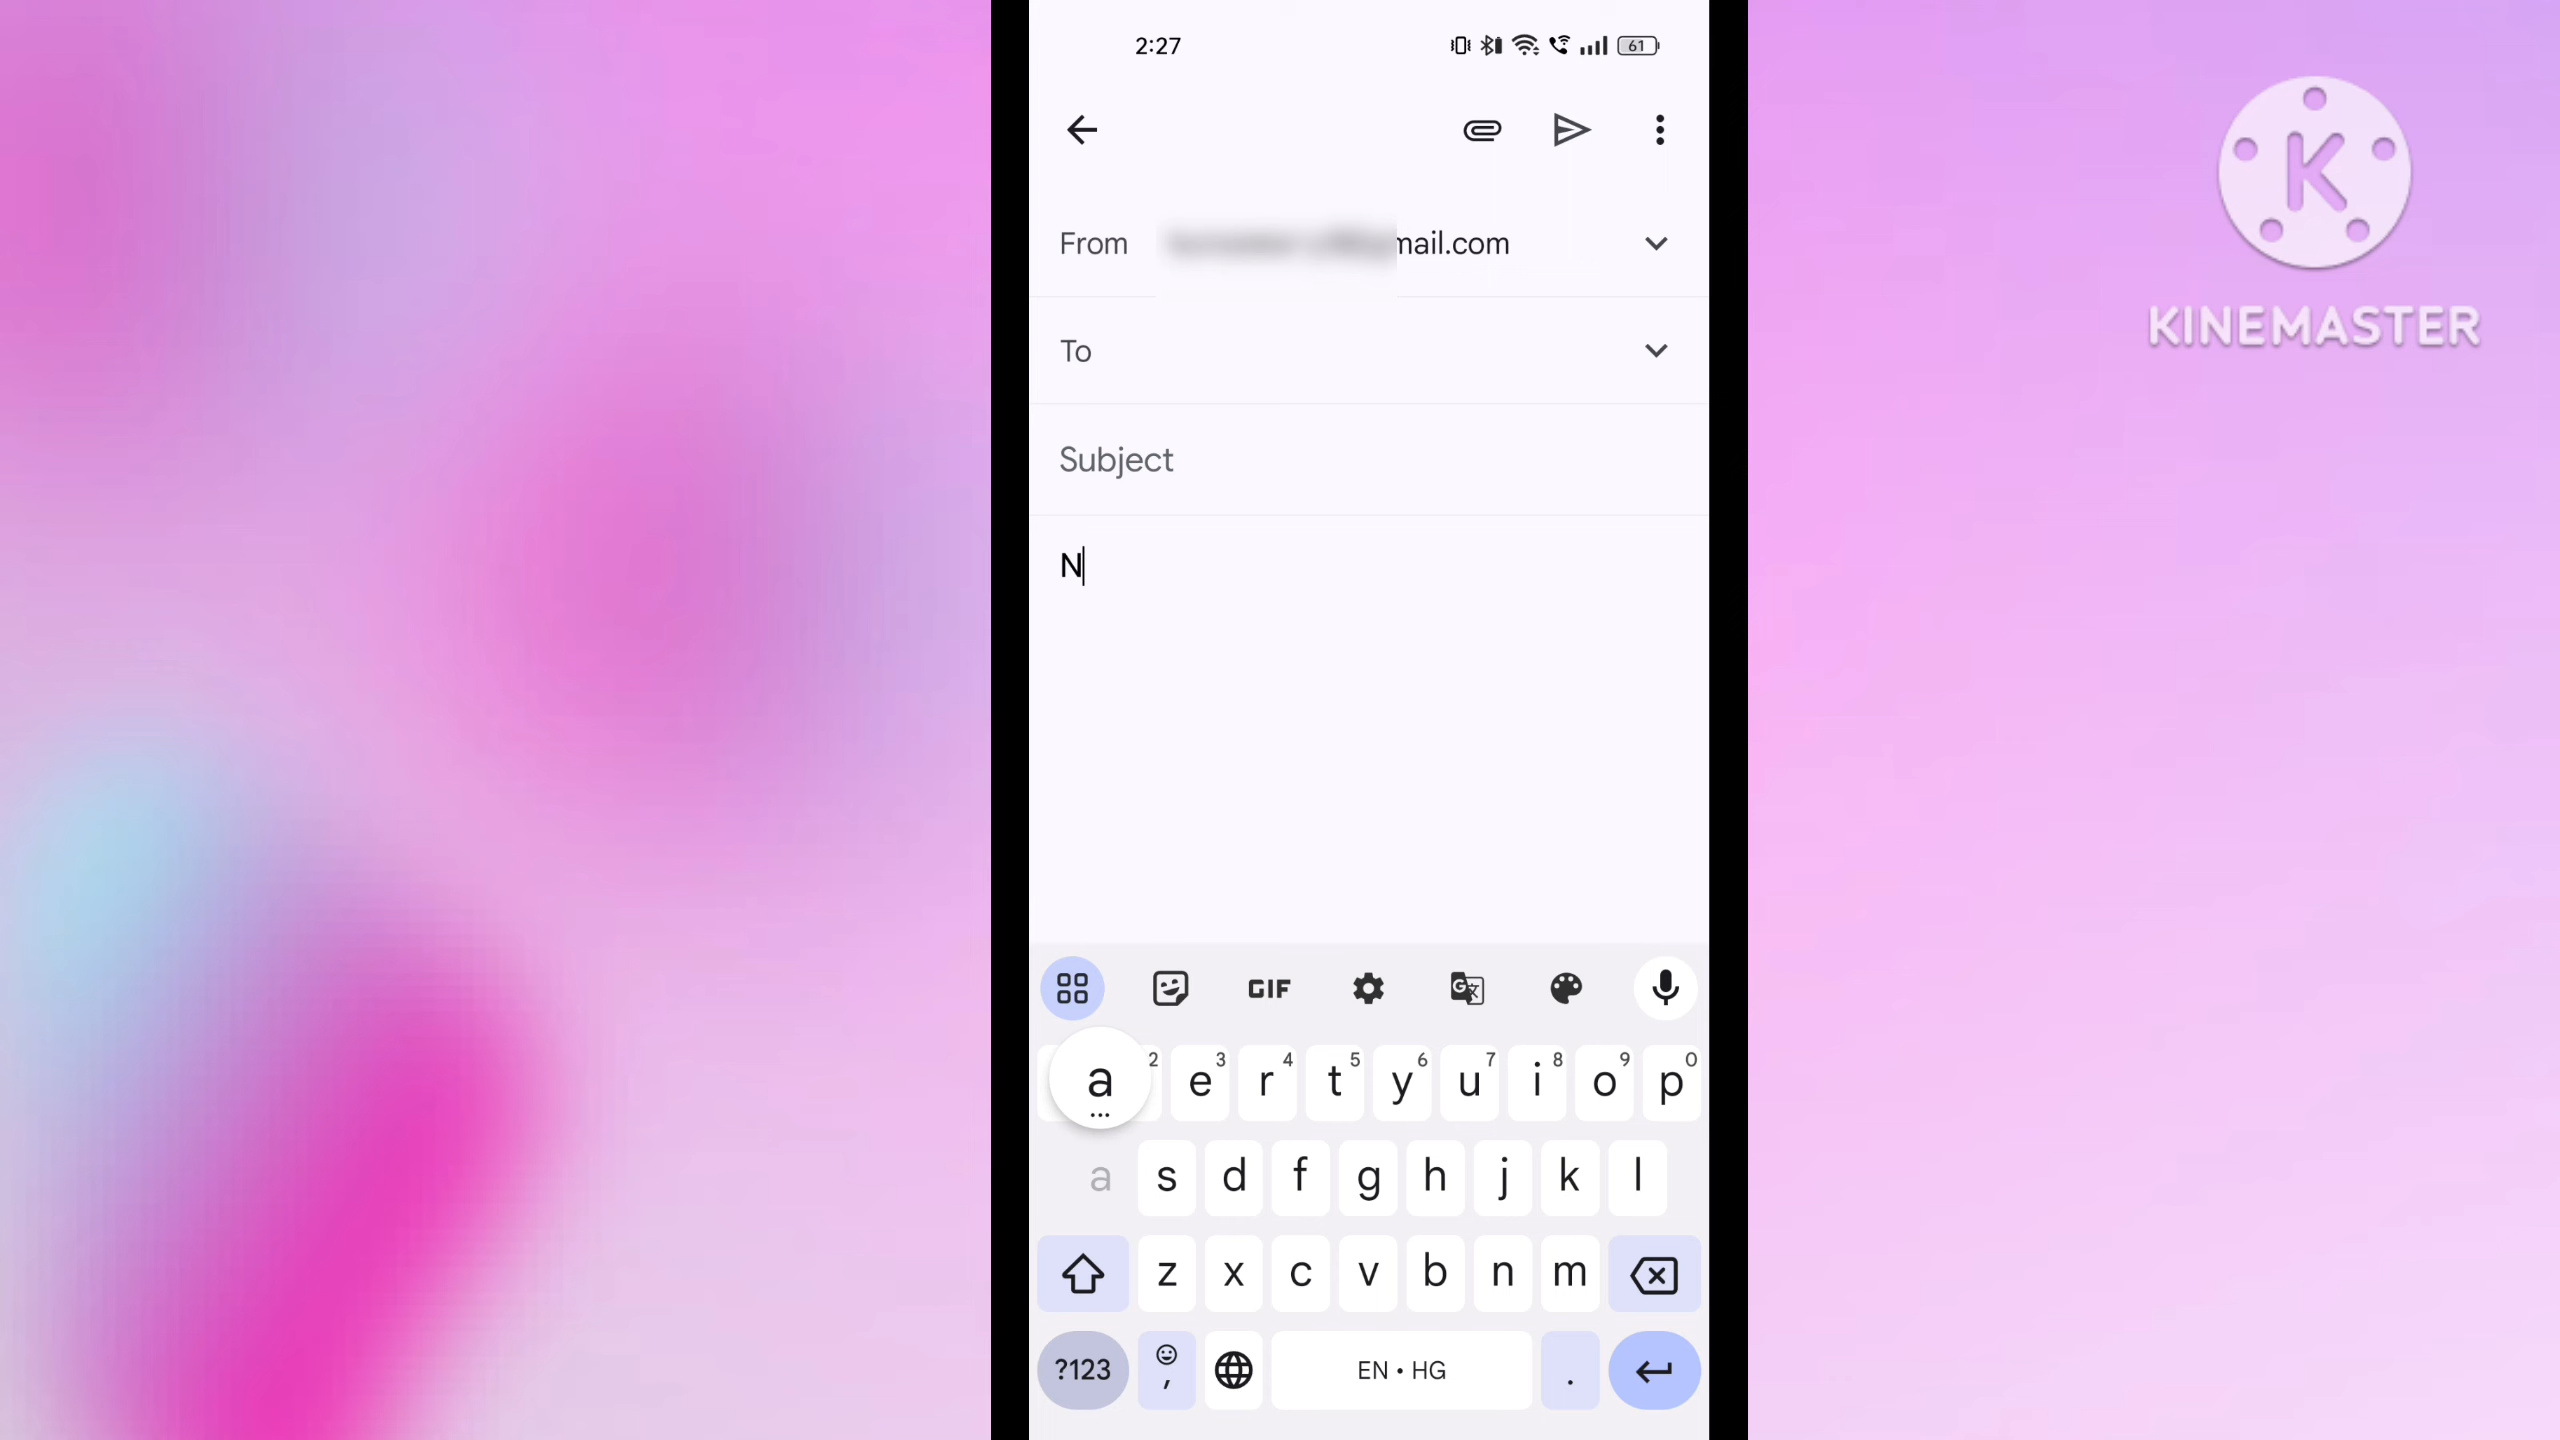 2:27
61
K
KINEMASTER
From mail.com
To
Subject
N
GIF
G
a 2 e 3 r 4 t 5 y 6 u 7 i 8 o 9 p 0
...
a s d f g h j k l
z x c v b n m
?123 , EN • HG .